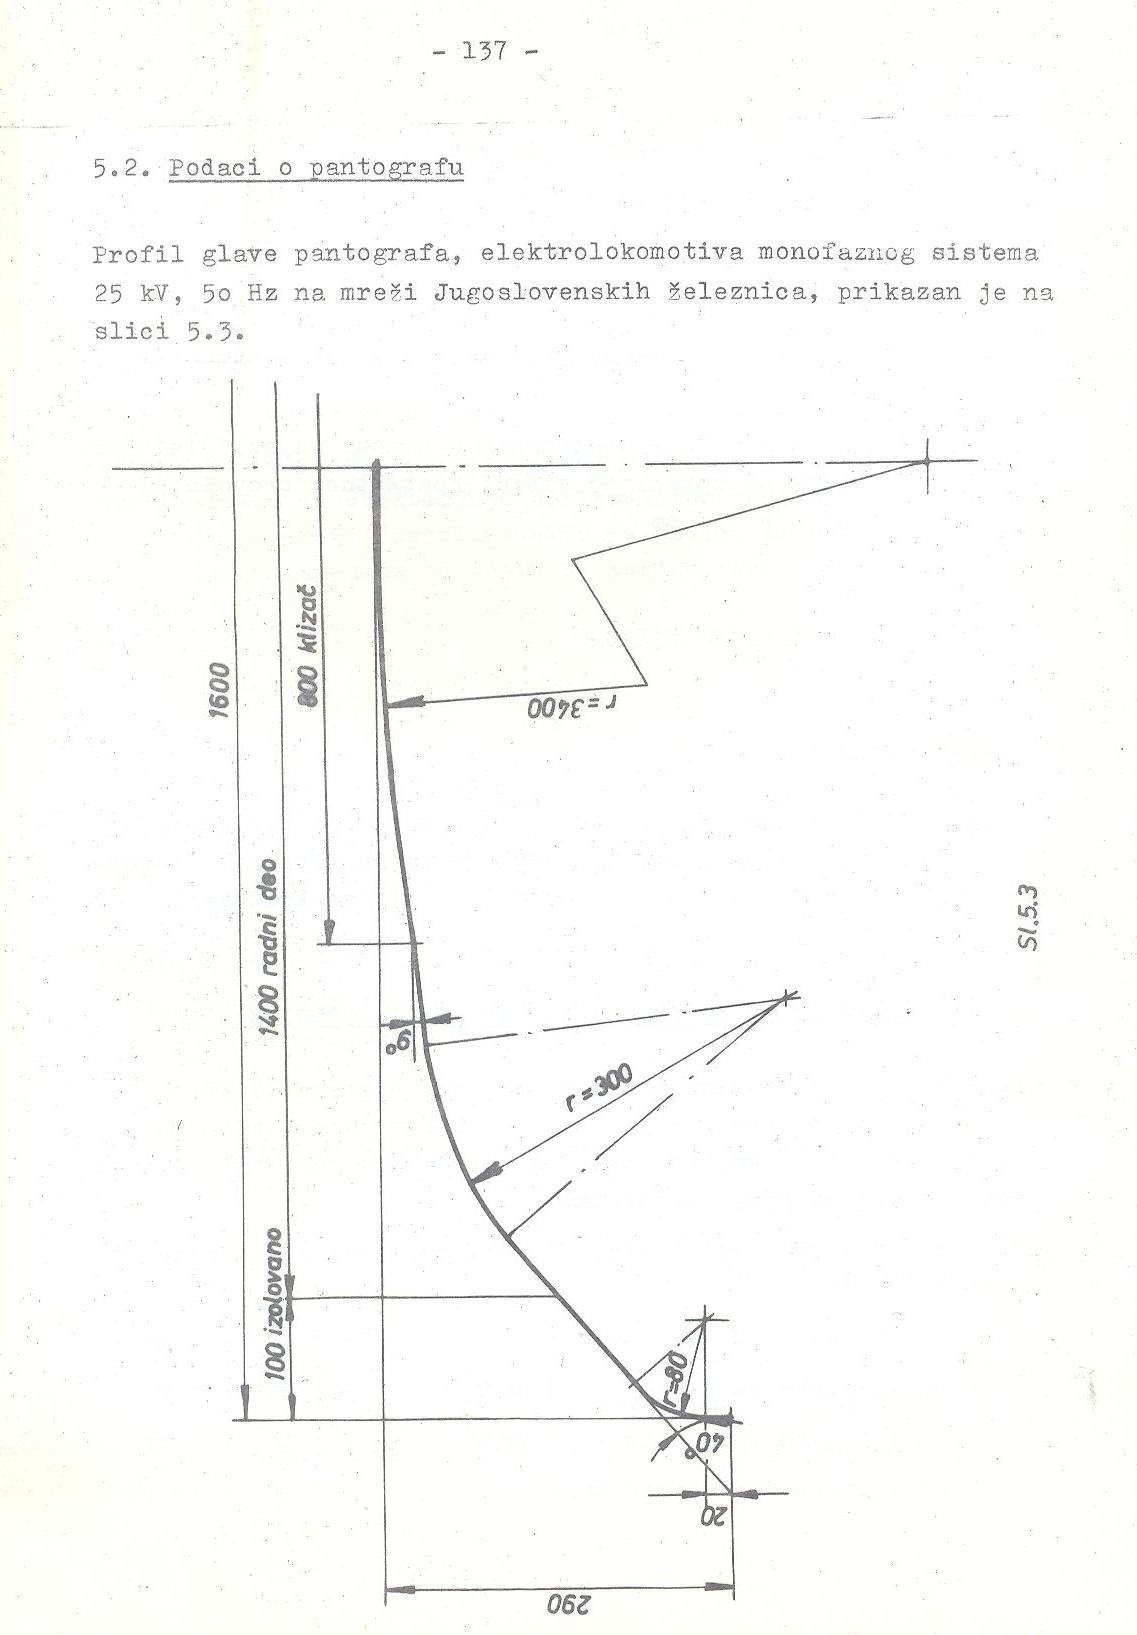 - 137 -
5.2. Podaci o pantografu
Profil glave pantografa, elektrolokomotiva monofaznog sistema
25 kV, 5o Hz na mreži Jugoslovenskih železnica, prikazan je na
slici 5.3.
1600
1400 radni deo
800 klizač
100 izolovano
r=3400
r=300
r=80
40°
20
290
Sl.5.3